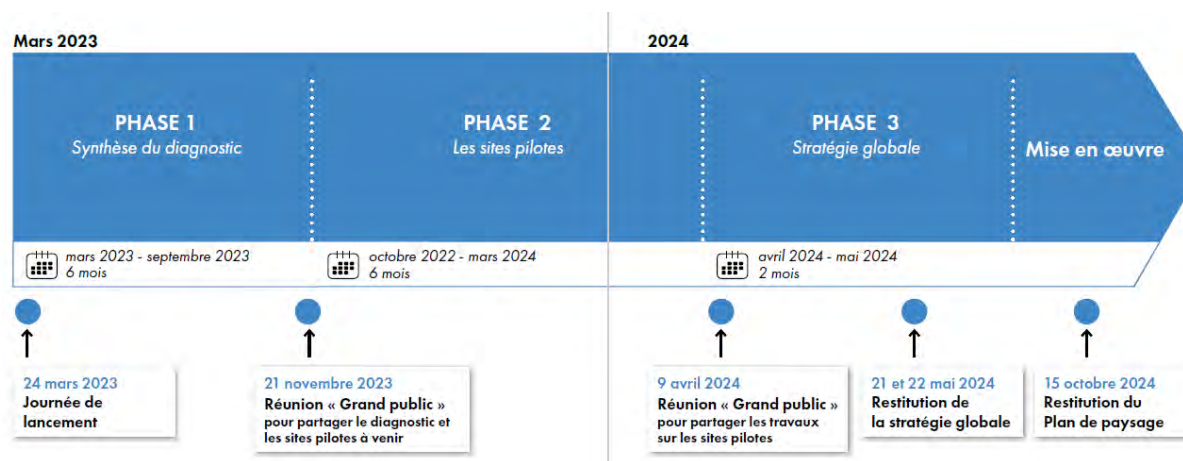 Mars 2023
2024
PHASE 1
Synthèse du diagnostic
PHASE 2
Les sites pilotes
PHASE 3
Stratégie globale
Mise en œuvre
mars 2023 - septembre 2023
6 mois
octobre 2022 - mars 2024
6 mois
avril 2024 - mai 2024
2 mois
24 mars 2023
Journée de
lancement
21 novembre 2023
Réunion « Grand public »
pour partager le diagnostic et
les sites pilotes à venir
9 avril 2024
Réunion « Grand public »
pour partager les travaux
sur les sites pilotes
21 et 22 mai 2024
Restitution de
la stratégie globale
15 octobre 2024
Restitution du
Plan de paysage